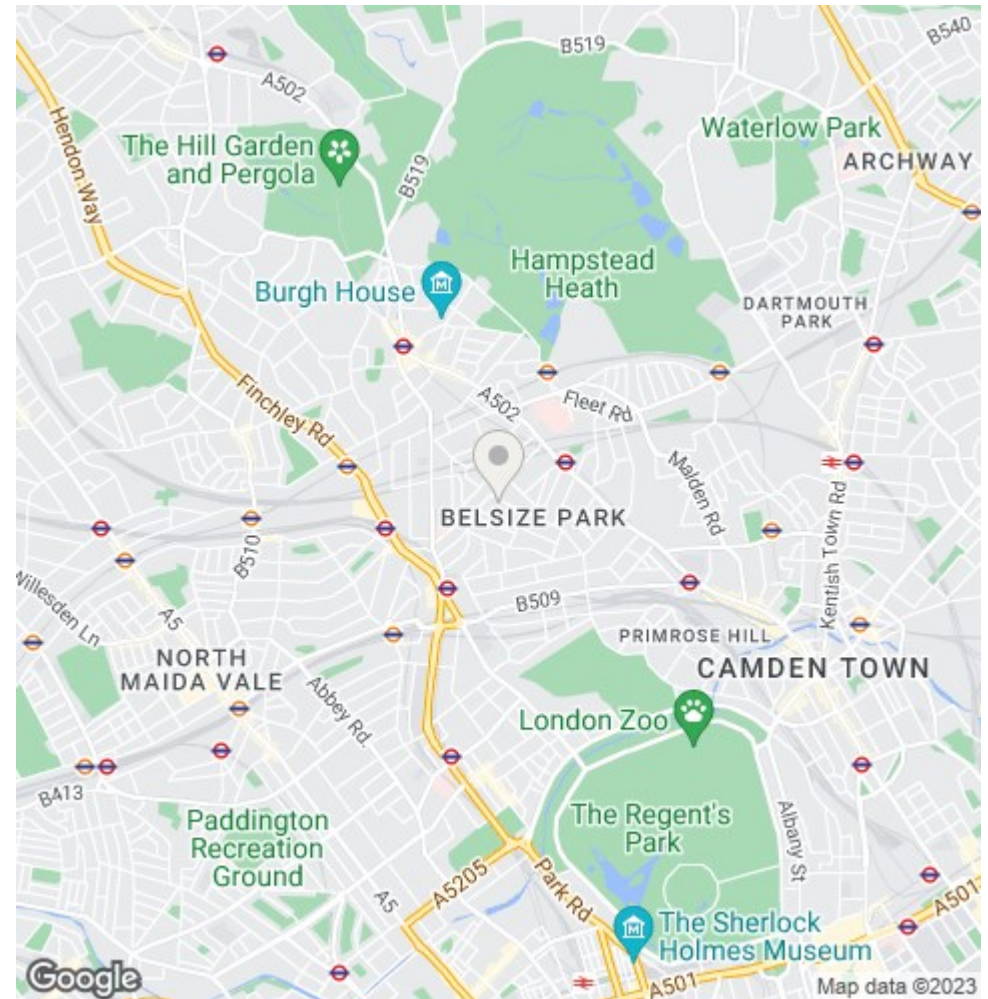 B519
B540
A502
Hendon Way
The Hill Garden
and Pergola
B519
Waterlow Park
ARCHWAY
Hampstead
Heath
Burgh House
DARTMOUTH
PARK
Finchley Rd
A502
Fleet Rd
Malden Rd
Kentish Town Rd
BELSIZE PARK
B510
Willesden Ln
A5
B509
PRIMROSE HILL
NORTH
MAIDA VALE
CAMDEN TOWN
Abbey Rd.
London Zoo
B413
Paddington
Recreation
Ground
The Regent's
Park
Albany St
A5205
A5
Park Rd
A501
The Sherlock
Holmes Museum
A501
Google
Map data ©2023